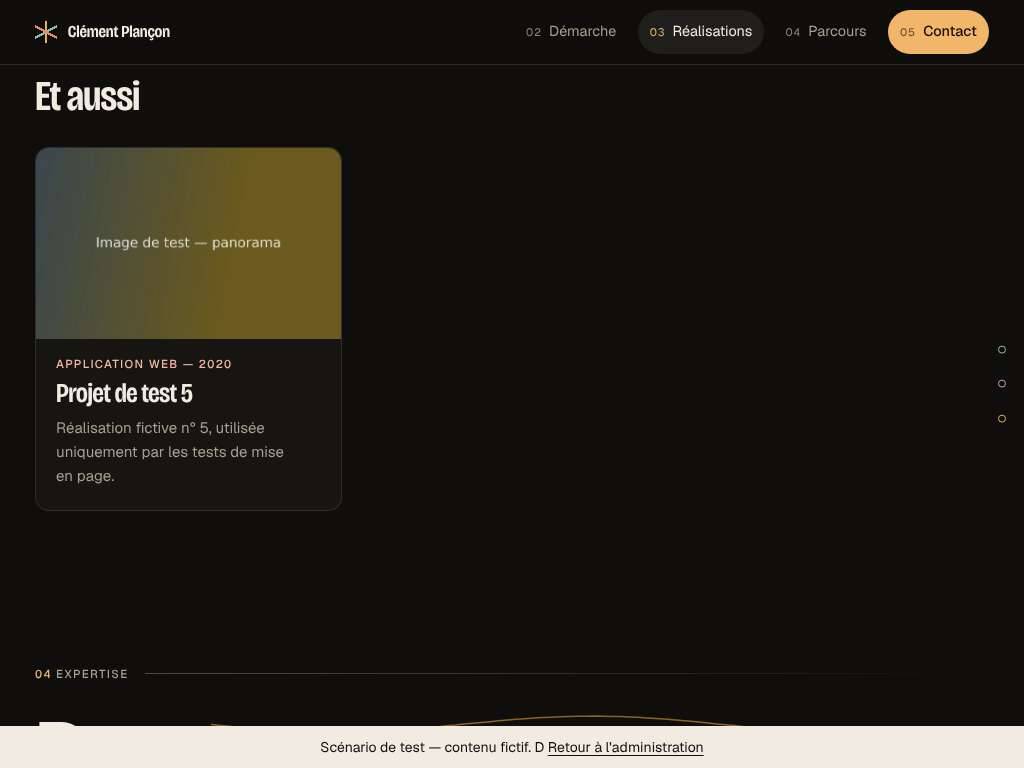 Clément Plançon
02 Démarche
03 Réalisations
04 Parcours
05 Contact
Et aussi
Image de test — panorama
APPLICATION WEB — 2020
Projet de test 5
Réalisation fictive n° 5, utilisée
uniquement par les tests de mise
en page.
04 EXPERTISE
Scénario de test — contenu fictif. D Retour à l'administration